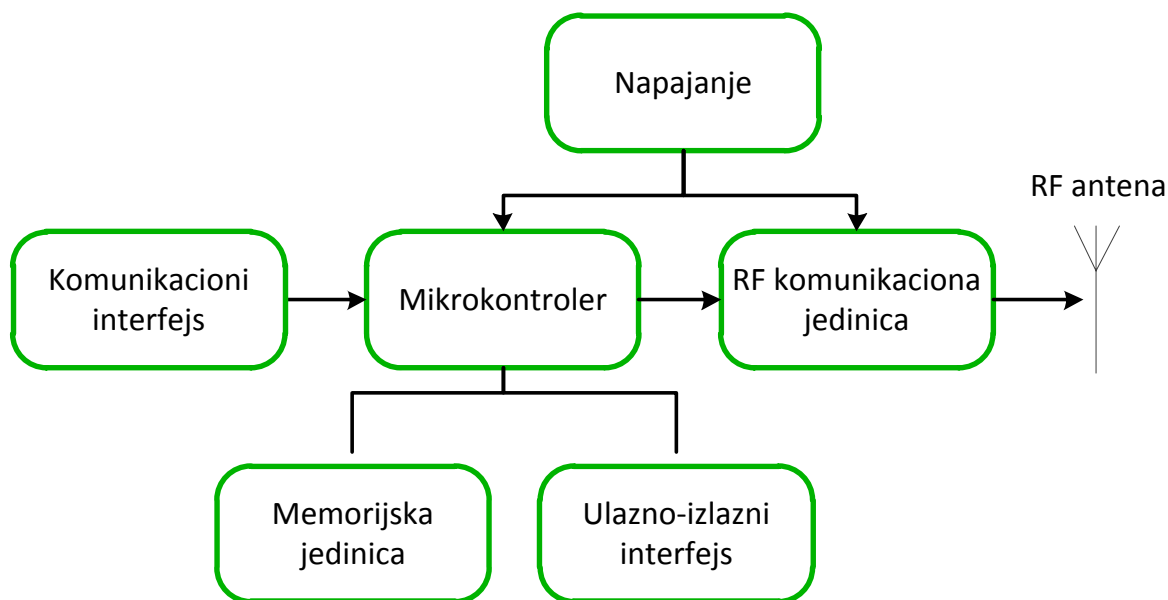 Napajanje
RF antena
Komunikacioni
interfejs
Mikrokontroler
RF komunikaciona
jedinica
Memorijska
jedinica
Ulazno-izlazni
interfejs